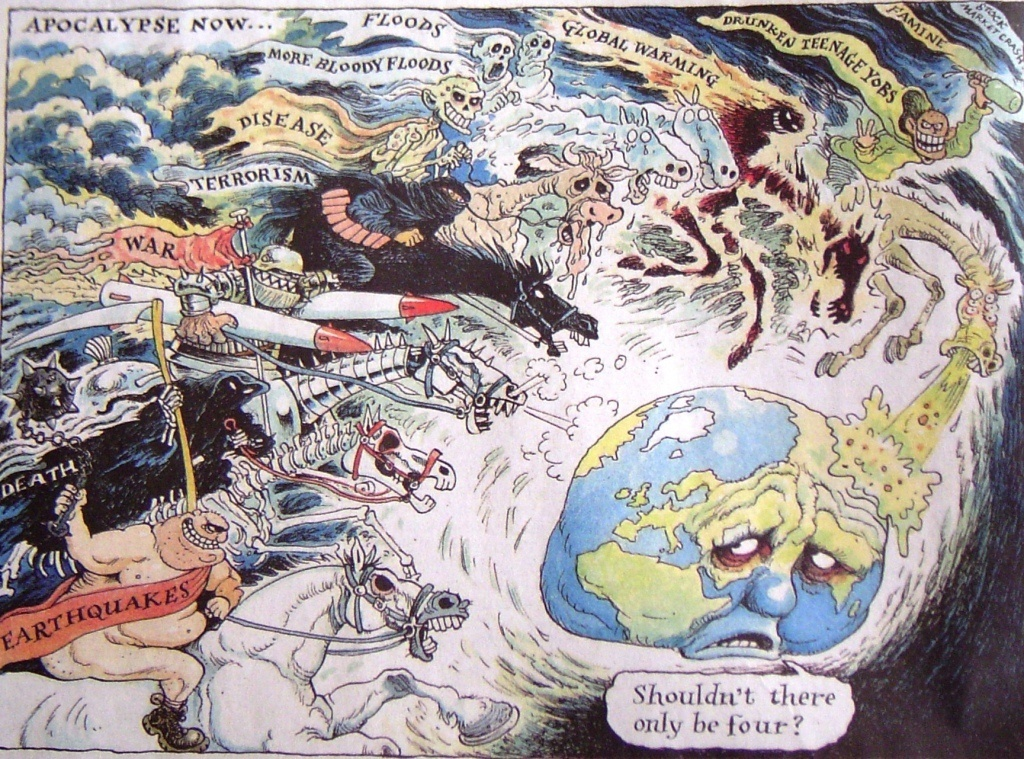 APOCALYPSE NOW...
FLOODS
MORE BLOODY FLOODS
GLOBAL WARMING
DRUNKEN TEENAGE YOBS
FAMINE
STOCK
MARKET CRASH
DISEASE
TERRORISM
WAR
DEATH
EARTHQUAKES
Shouldn't there
only be four?